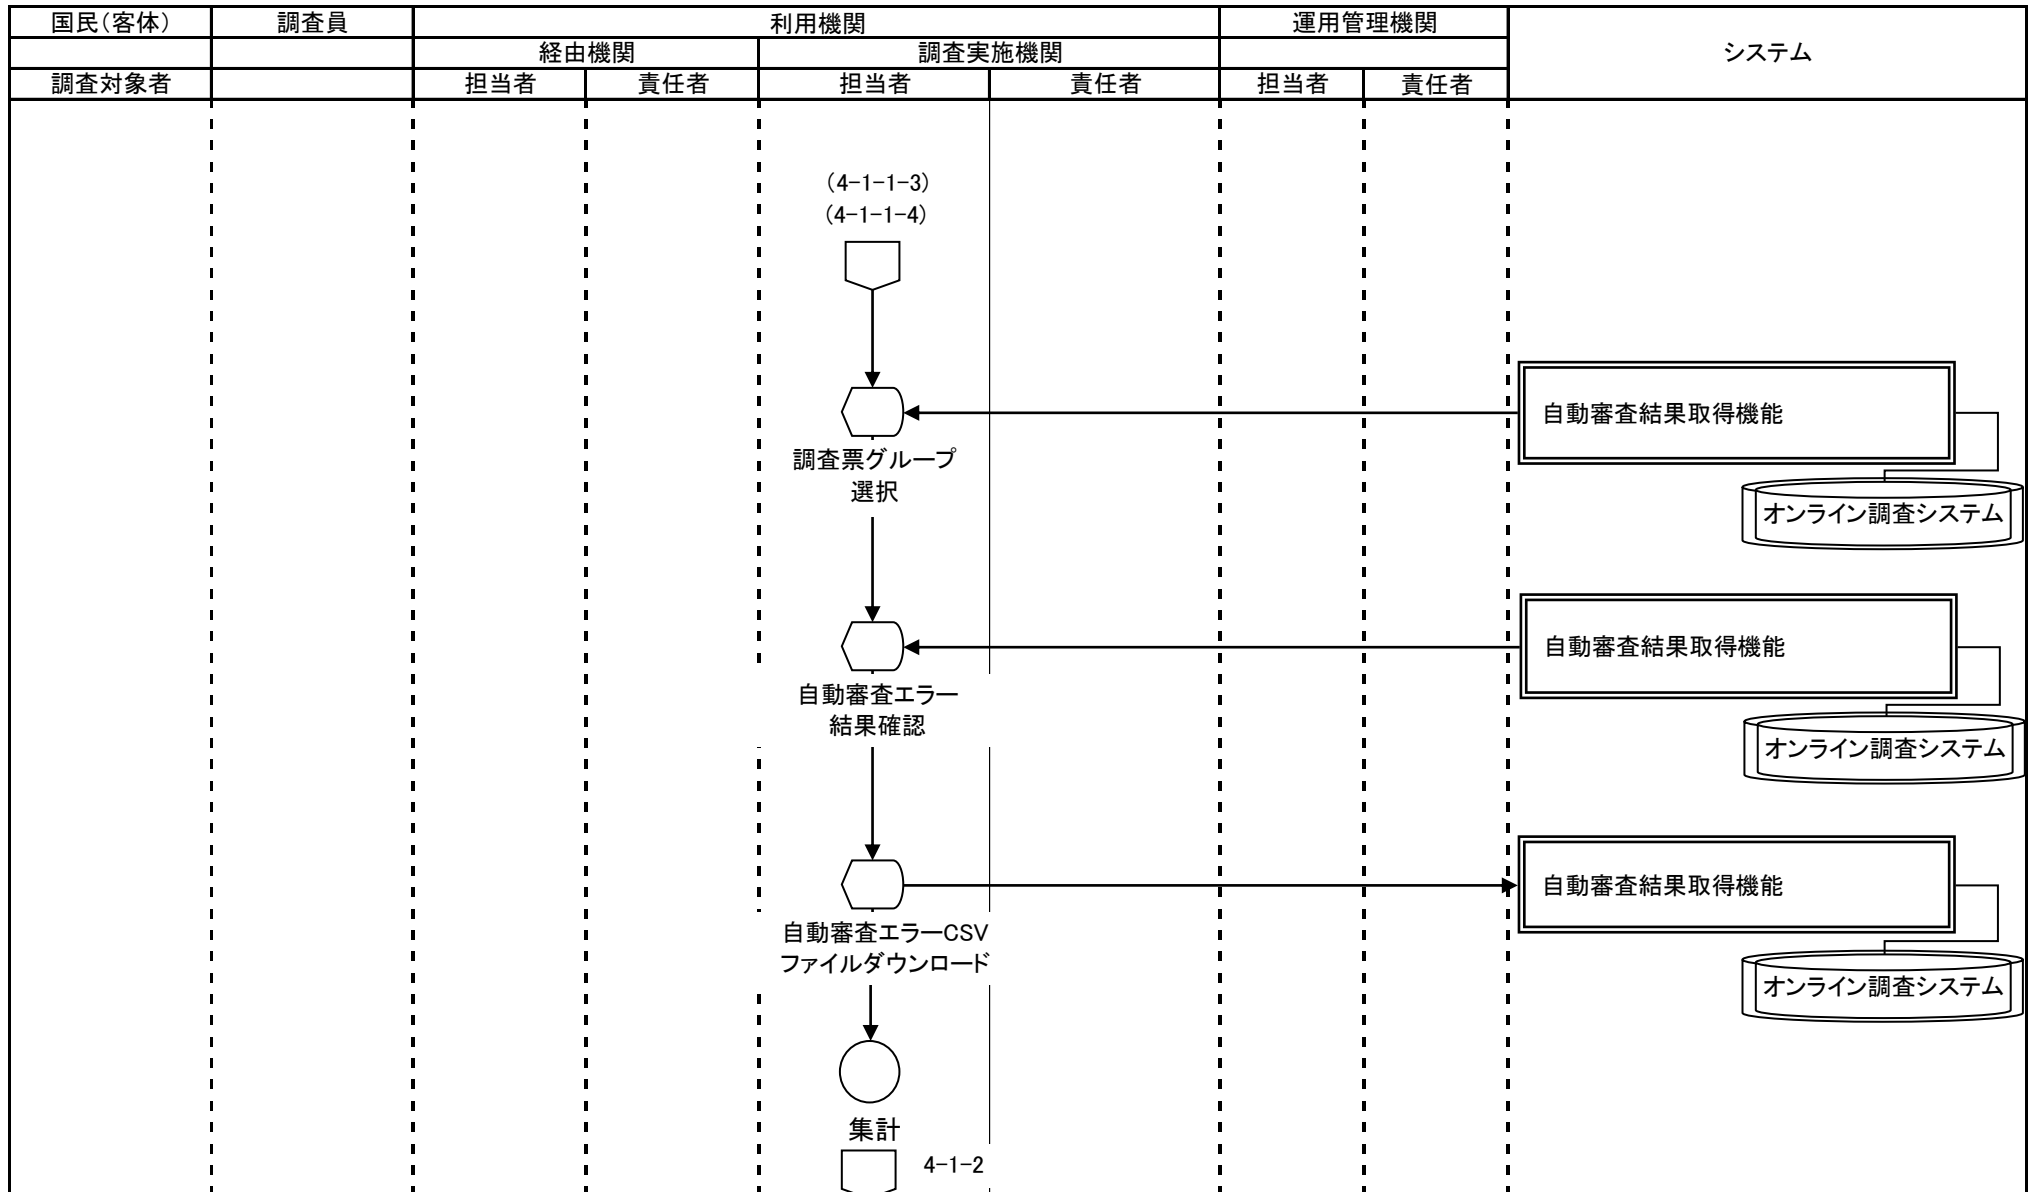 国民（客体）
調査員
利用機関
運用管理機関
システム
経由機関
調査実施機関
調査対象者
担当者
責任者
担当者
責任者
担当者
責任者
（4-1-1-3）
（4-1-1-4）
自動審査結果取得機能
調査票グループ
選択
オンライン調査システム
自動審査結果取得機能
自動審査エラー
結果確認
オンライン調査システム
自動審査結果取得機能
自動審査エラーCSV
ファイルダウンロード
オンライン調査システム
集計
4-1-2